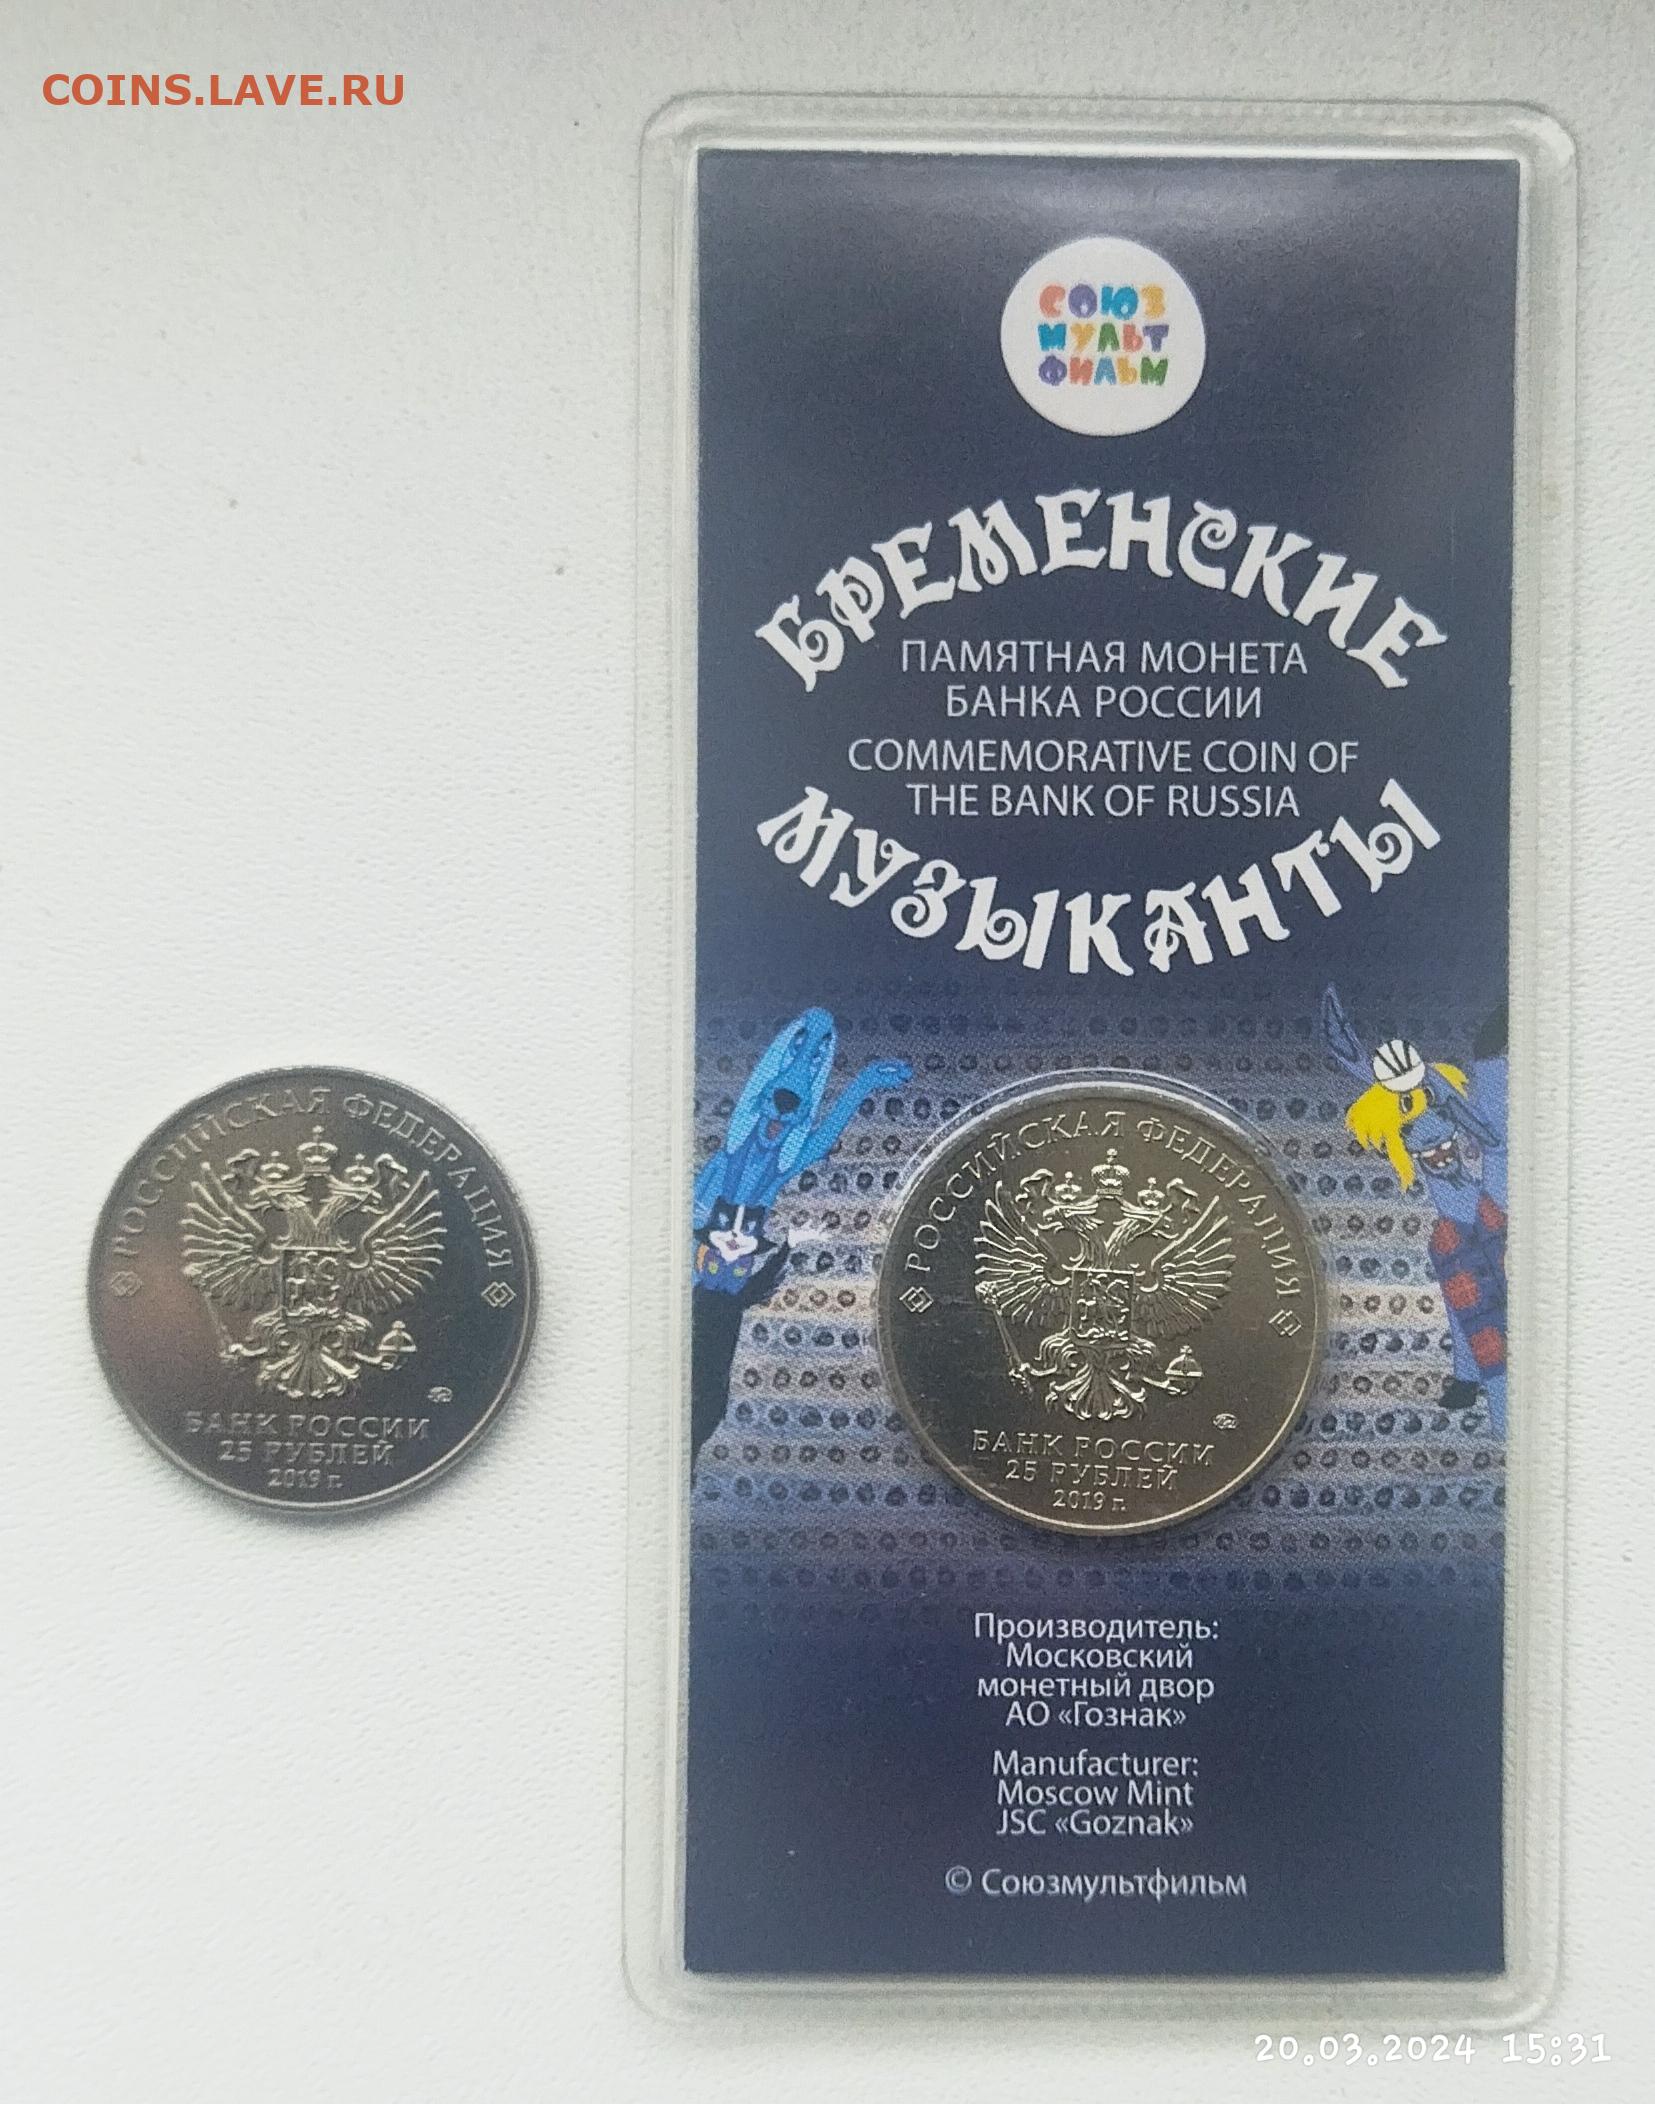 COINS.LAVE.RU
СОЮЗ
МУЛЬТ
ФИЛЬМ
БРЕМЕНСКИЕ
ПАМЯТНАЯ МОНЕТА
БАНКА РОССИИ
COMMEMORATIVE COIN OF
THE BANK OF RUSSIA
МУЗЫКАНТЫ
РОССИЙСКАЯ ФЕДЕРАЦИЯ
БАНК РОССИИ
25 РУБЛЕЙ
2019 г.
РОССИЙСКАЯ ФЕДЕРАЦИЯ
БАНК РОССИИ
25 РУБЛЕЙ
2019 г.
Производитель:
Московский
монетный двор
АО «Гознак»
Manufacturer:
Moscow Mint
JSC «Goznak»
© Союзмультфильм
20.03.2024 15:31